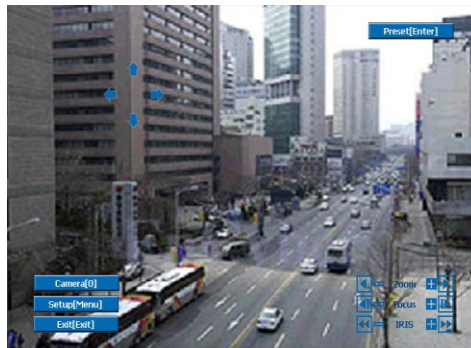 Preset[Enter]
Camera[0]
Setup[Menu]
Exit[Exit]
Zoom
Focus
IRIS